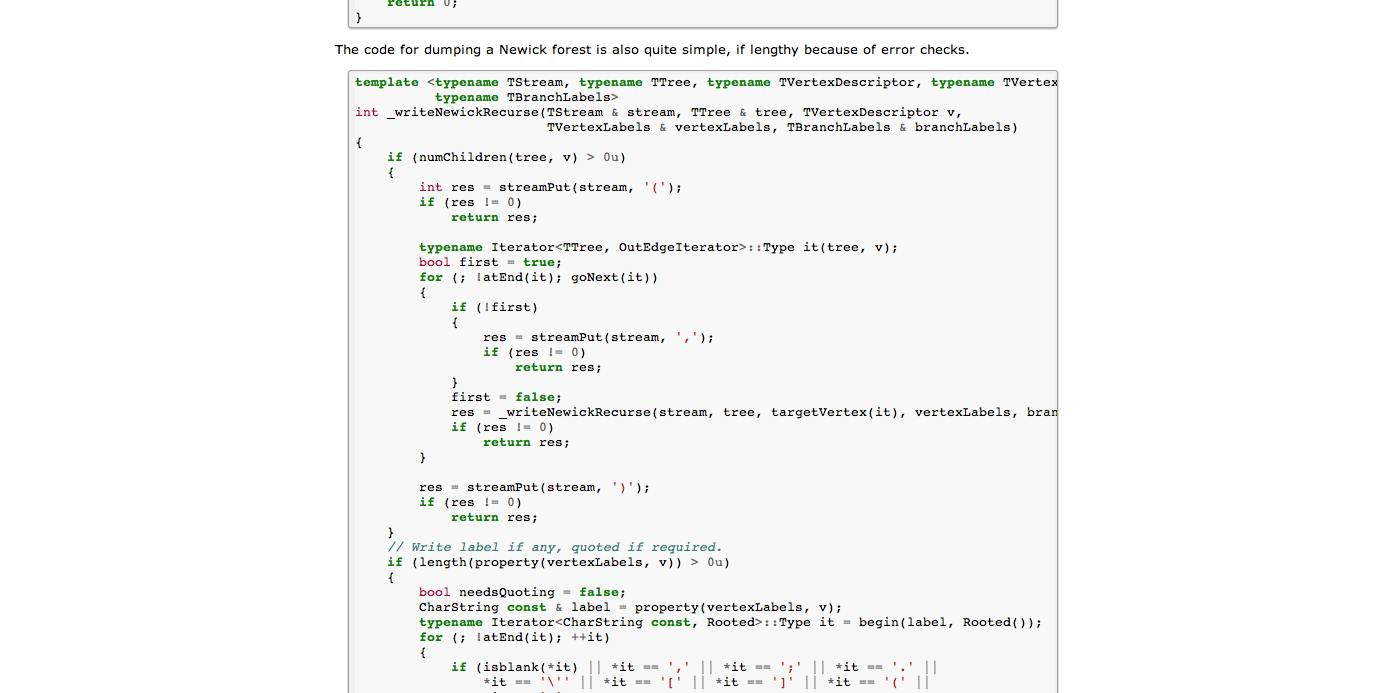 return 0;
}
The code for dumping a Newick forest is also quite simple, if lengthy because of error checks.
template <typename TStream, typename TTree, typename TVertexDescriptor, typename TVertex
          typename TBranchLabels>
int _writeNewickRecurse(TStream & stream, TTree & tree, TVertexDescriptor v,
                        TVertexLabels & vertexLabels, TBranchLabels & branchLabels)
{
    if (numChildren(tree, v) > 0u)
    {
        int res = streamPut(stream, '(');
        if (res != 0)
            return res;

        typename Iterator<TTree, OutEdgeIterator>::Type it(tree, v);
        bool first = true;
        for (; !atEnd(it); goNext(it))
        {
            if (!first)
            {
                res = streamPut(stream, ',');
                if (res != 0)
                    return res;
            }
            first = false;
            res = _writeNewickRecurse(stream, tree, targetVertex(it), vertexLabels, bran
            if (res != 0)
                return res;
        }

        res = streamPut(stream, ')');
        if (res != 0)
            return res;
    }
    // Write label if any, quoted if required.
    if (length(property(vertexLabels, v)) > 0u)
    {
        bool needsQuoting = false;
        CharString const & label = property(vertexLabels, v);
        typename Iterator<CharString const, Rooted>::Type it = begin(label, Rooted());
        for (; !atEnd(it); ++it)
        {
            if (isblank(*it) || *it == ',' || *it == ';' || *it == '.' ||
                *it == '\'' || *it == '[' || *it == ']' || *it == '(' ||